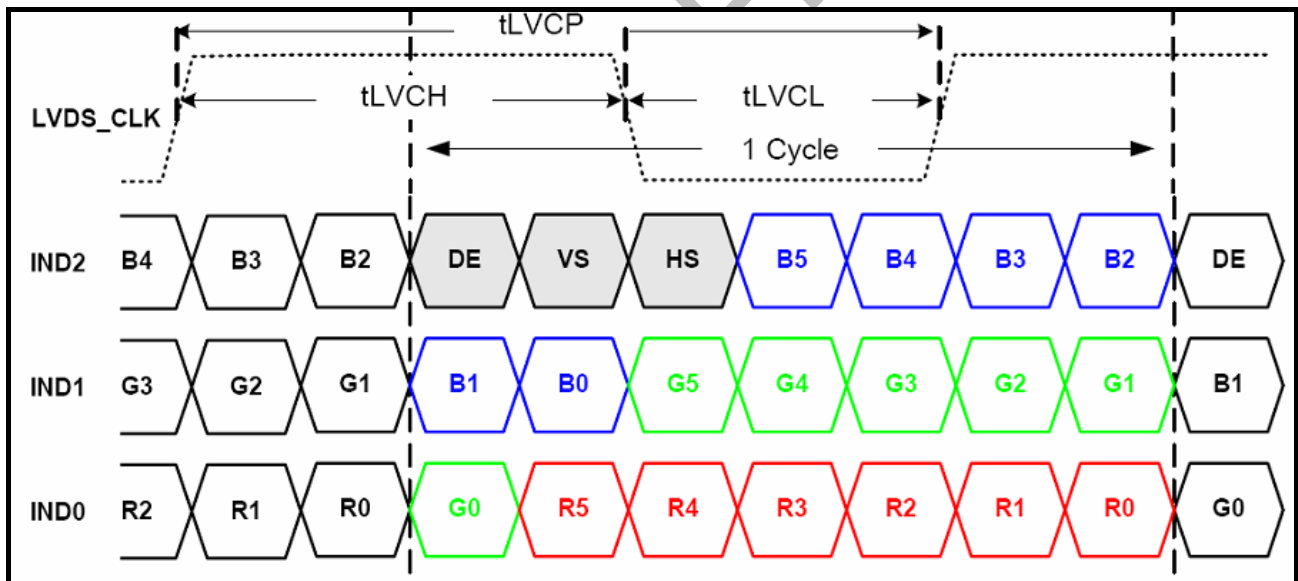 tLVCP
tLVCH tLVCL
LVDS_CLK
1 Cycle
IND2 B4 B3 B2 DE VS HS B5 B4 B3 B2 DE
IND1 G3 G2 G1 B1 B0 G5 G4 G3 G2 G1 B1
IND0 R2 R1 R0 G0 R5 R4 R3 R2 R1 R0 G0